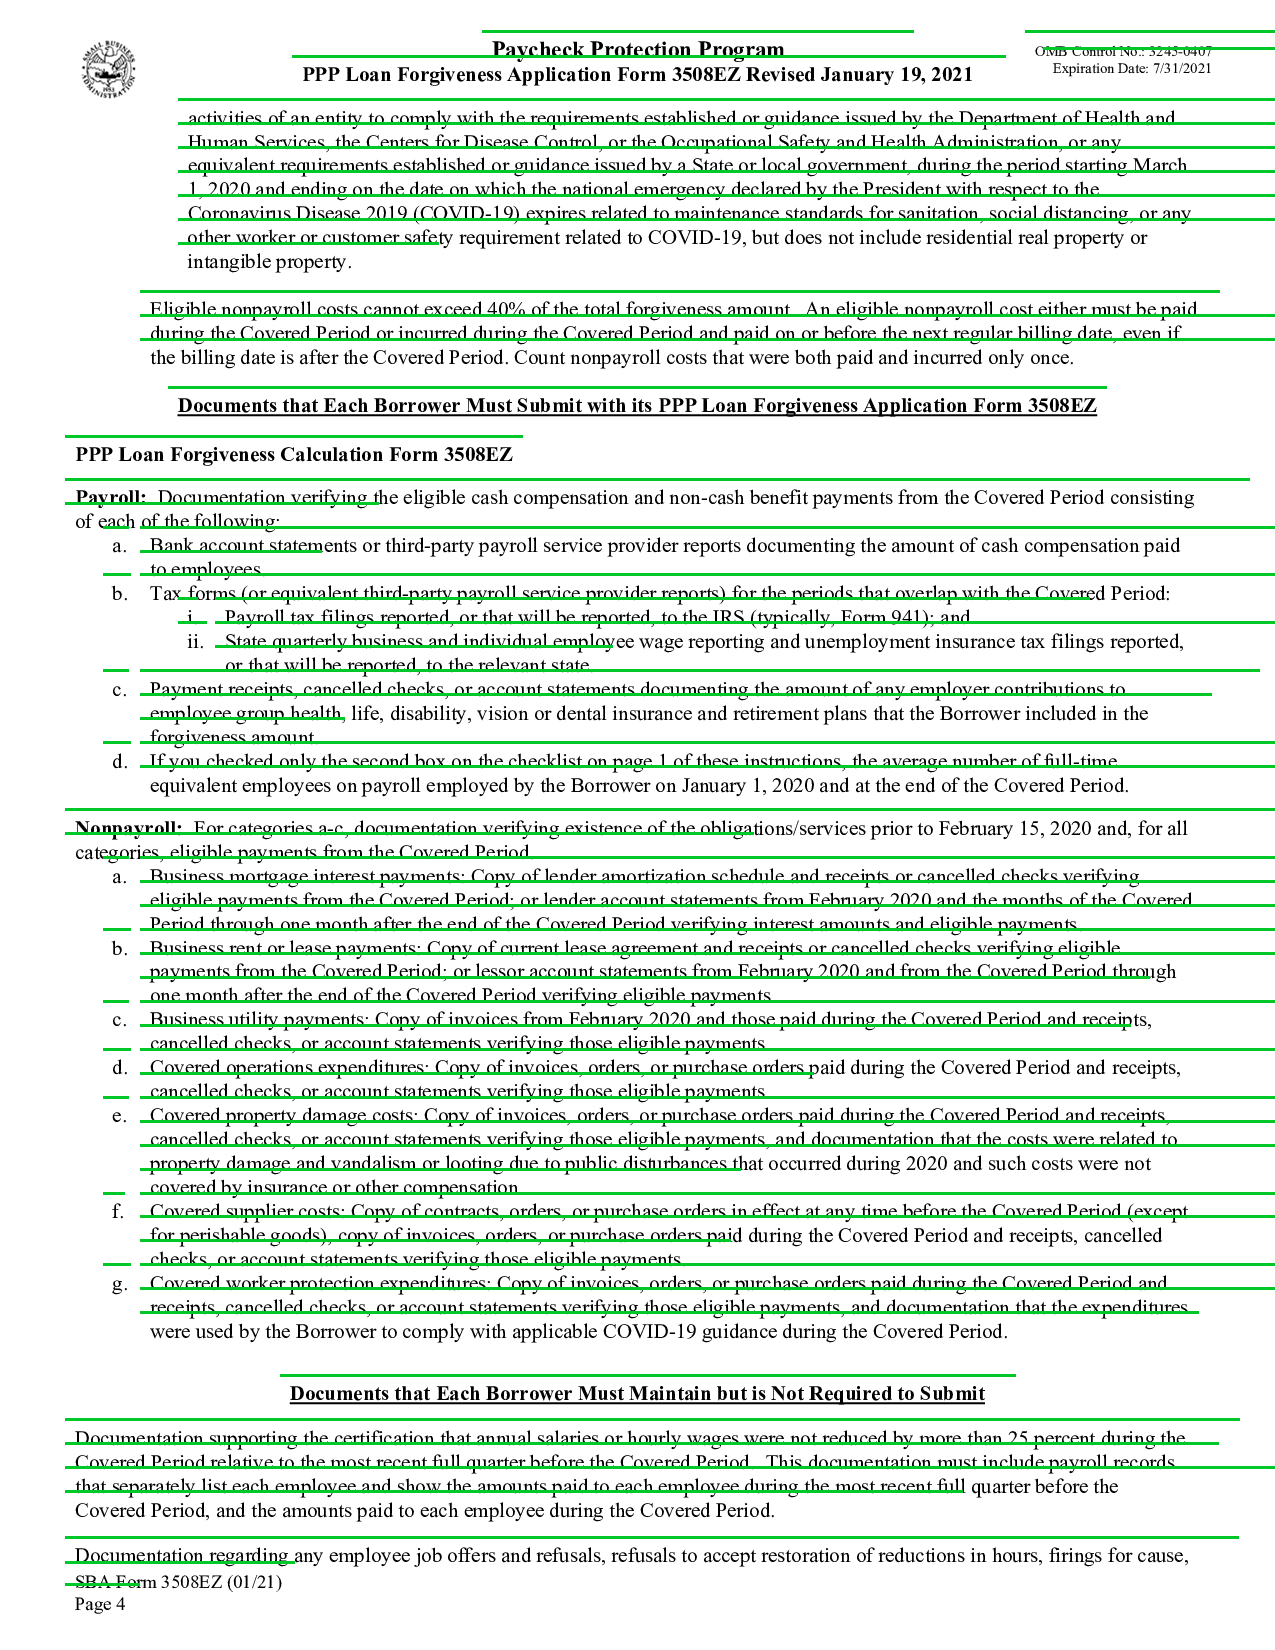 Paycheck Protection Program
OMB Control No.: 3245-0407
PPP Loan Forgiveness Application Form 3508EZ Revised January 19, 2021
Expiration Date: 7/31/2021
activities of an entity to comply with the requirements established or guidance issued by the Department of Health and
Human Services, the Centers for Disease Control, or the Occupational Safety and Health Administration, or any
equivalent requirements established or guidance issued by a State or local government, during the period starting March
1, 2020 and ending on the date on which the national emergency declared by the President with respect to the
Coronavirus Disease 2019 (COVID-19) expires related to maintenance standards for sanitation, social distancing, or any
other worker or customer safety requirement related to COVID-19, but does not include residential real property or
intangible property.
Eligible nonpayroll costs cannot exceed 40% of the total forgiveness amount. An eligible nonpayroll cost either must be paid
during the Covered Period or incurred during the Covered Period and paid on or before the next regular billing date, even if
the billing date is after the Covered Period. Count nonpayroll costs that were both paid and incurred only once.
Documents that Each Borrower Must Submit with its PPP Loan Forgiveness Application Form 3508EZ
PPP Loan Forgiveness Calculation Form 3508EZ
Payroll: Documentation verifying the eligible cash compensation and non-cash benefit payments from the Covered Period consisting
of each of the following:
a. Bank account statements or third-party payroll service provider reports documenting the amount of cash compensation paid
to employees.
b. Tax forms (or equivalent third-party payroll service provider reports) for the periods that overlap with the Covered Period:
i. Payroll tax filings reported, or that will be reported, to the IRS (typically, Form 941); and
ii. State quarterly business and individual employee wage reporting and unemployment insurance tax filings reported,
or that will be reported, to the relevant state.
c. Payment receipts, cancelled checks, or account statements documenting the amount of any employer contributions to
employee group health, life, disability, vision or dental insurance and retirement plans that the Borrower included in the
forgiveness amount.
d. If you checked only the second box on the checklist on page 1 of these instructions, the average number of full-time
equivalent employees on payroll employed by the Borrower on January 1, 2020 and at the end of the Covered Period.
Nonpayroll: For categories a-c, documentation verifying existence of the obligations/services prior to February 15, 2020 and, for all
categories, eligible payments from the Covered Period.
a. Business mortgage interest payments: Copy of lender amortization schedule and receipts or cancelled checks verifying
eligible payments from the Covered Period; or lender account statements from February 2020 and the months of the Covered
Period through one month after the end of the Covered Period verifying interest amounts and eligible payments.
b. Business rent or lease payments: Copy of current lease agreement and receipts or cancelled checks verifying eligible
payments from the Covered Period; or lessor account statements from February 2020 and from the Covered Period through
one month after the end of the Covered Period verifying eligible payments.
c. Business utility payments: Copy of invoices from February 2020 and those paid during the Covered Period and receipts,
cancelled checks, or account statements verifying those eligible payments.
d. Covered operations expenditures: Copy of invoices, orders, or purchase orders paid during the Covered Period and receipts,
cancelled checks, or account statements verifying those eligible payments.
e. Covered property damage costs: Copy of invoices, orders, or purchase orders paid during the Covered Period and receipts,
cancelled checks, or account statements verifying those eligible payments, and documentation that the costs were related to
property damage and vandalism or looting due to public disturbances that occurred during 2020 and such costs were not
covered by insurance or other compensation.
f. Covered supplier costs: Copy of contracts, orders, or purchase orders in effect at any time before the Covered Period (except
for perishable goods), copy of invoices, orders, or purchase orders paid during the Covered Period and receipts, cancelled
checks, or account statements verifying those eligible payments.
g. Covered worker protection expenditures: Copy of invoices, orders, or purchase orders paid during the Covered Period and
receipts, cancelled checks, or account statements verifying those eligible payments, and documentation that the expenditures
were used by the Borrower to comply with applicable COVID-19 guidance during the Covered Period.
Documents that Each Borrower Must Maintain but is Not Required to Submit
Documentation supporting the certification that annual salaries or hourly wages were not reduced by more than 25 percent during the
Covered Period relative to the most recent full quarter before the Covered Period. This documentation must include payroll records
that separately list each employee and show the amounts paid to each employee during the most recent full quarter before the
Covered Period, and the amounts paid to each employee during the Covered Period.
Documentation regarding any employee job offers and refusals, refusals to accept restoration of reductions in hours, firings for cause,
SBA Form 3508EZ (01/21)
Page 4